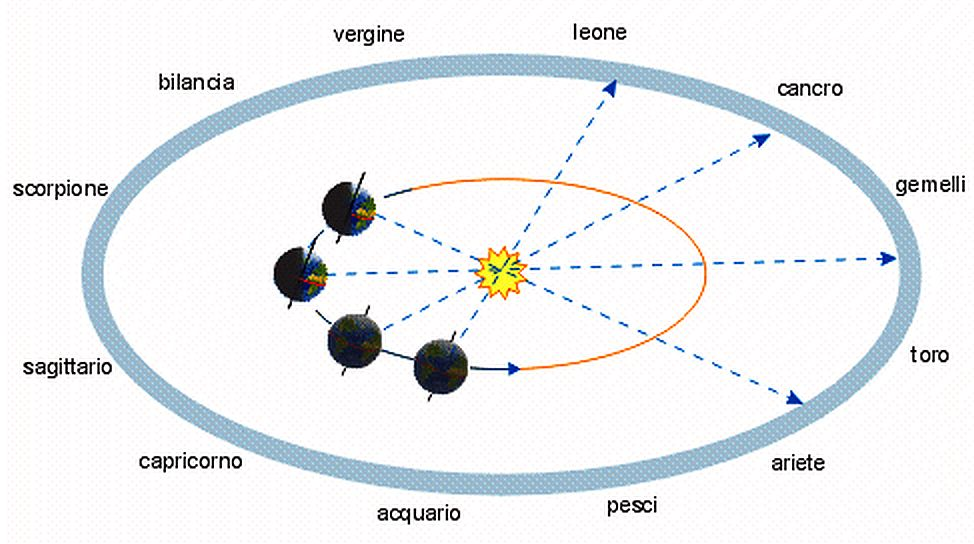 leone
vergine
bilancia
cancro
scorpione
gemelli
sagittario
toro
capricorno
ariete
acquario
pesci